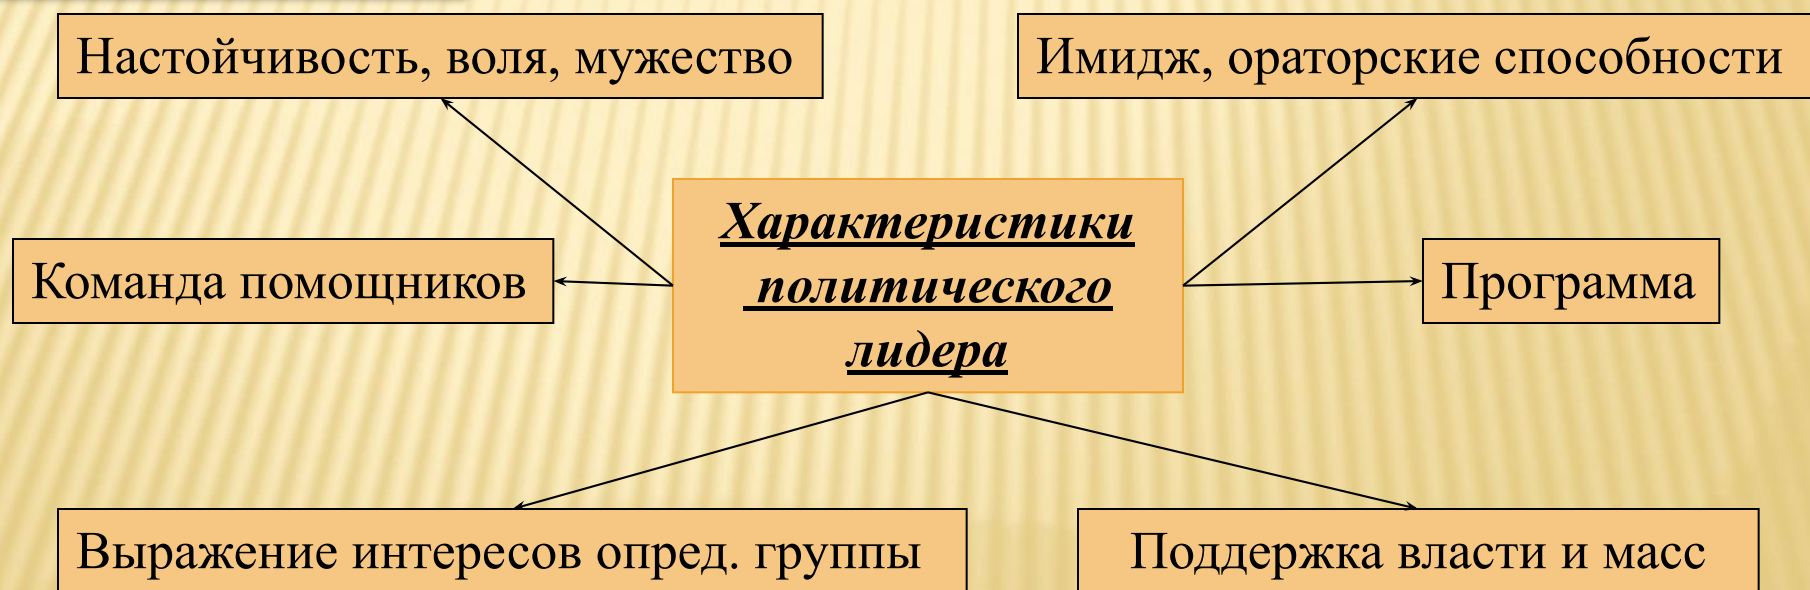 Настойчивость, воля, мужество
Имидж, ораторские способности
Характеристики
политического
лидера
Команда помощников
Программа
Выражение интересов опред. группы
Поддержка власти и масс